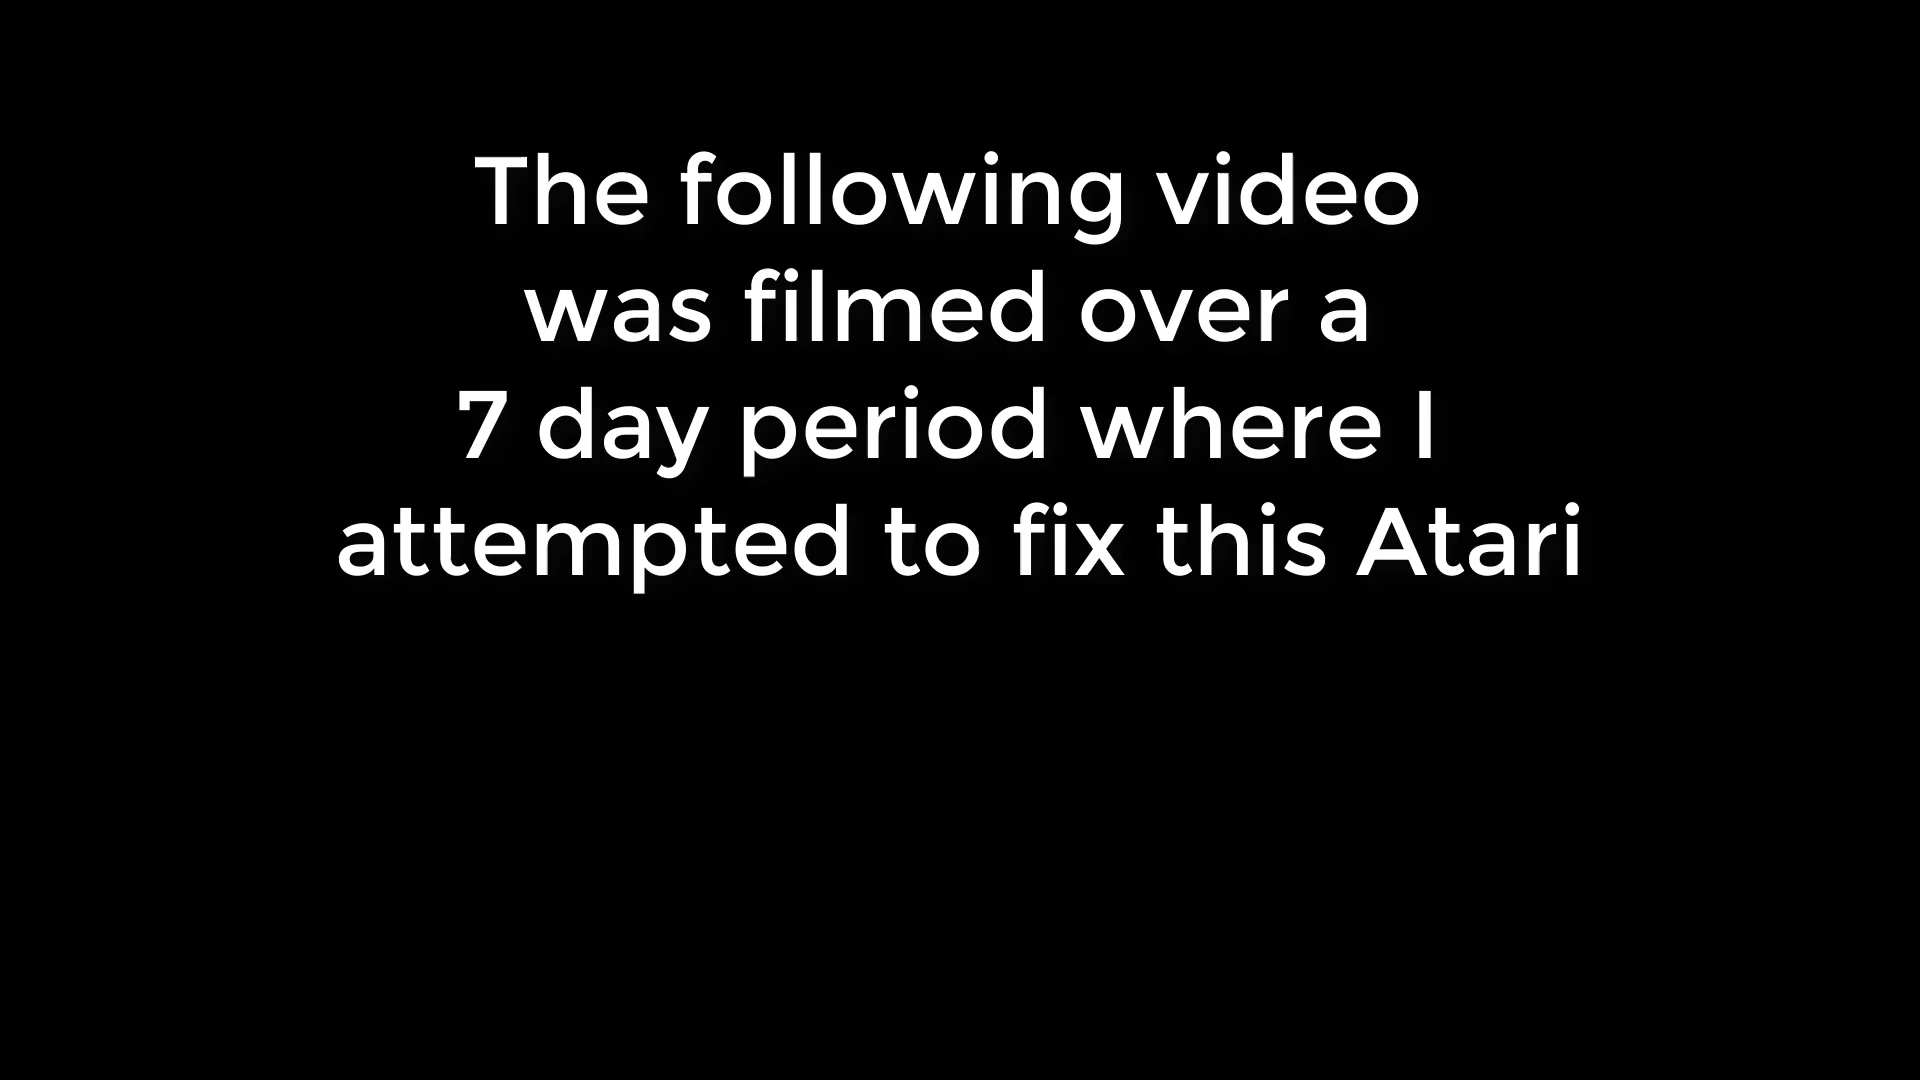 The following video
was filmed over a
7 day period where I
attempted to fix this Atari